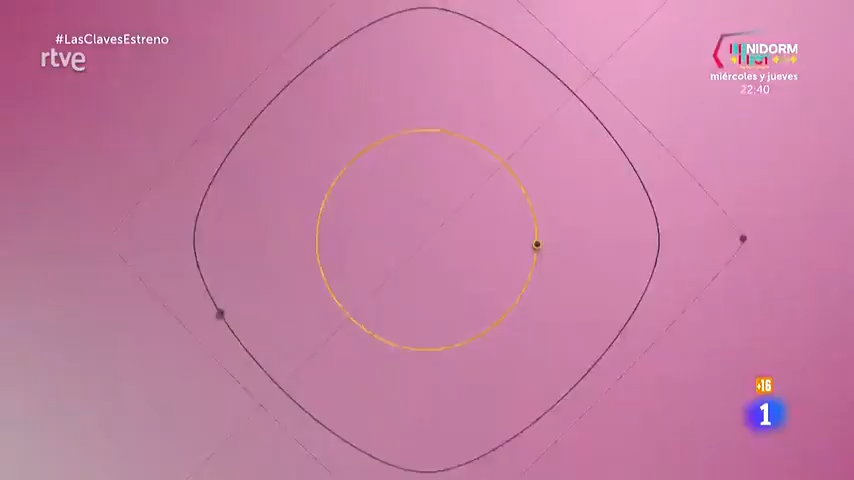 #LasClavesEstreno
rtve
NIDORM
miércoles y jueves
22:40
+16
1